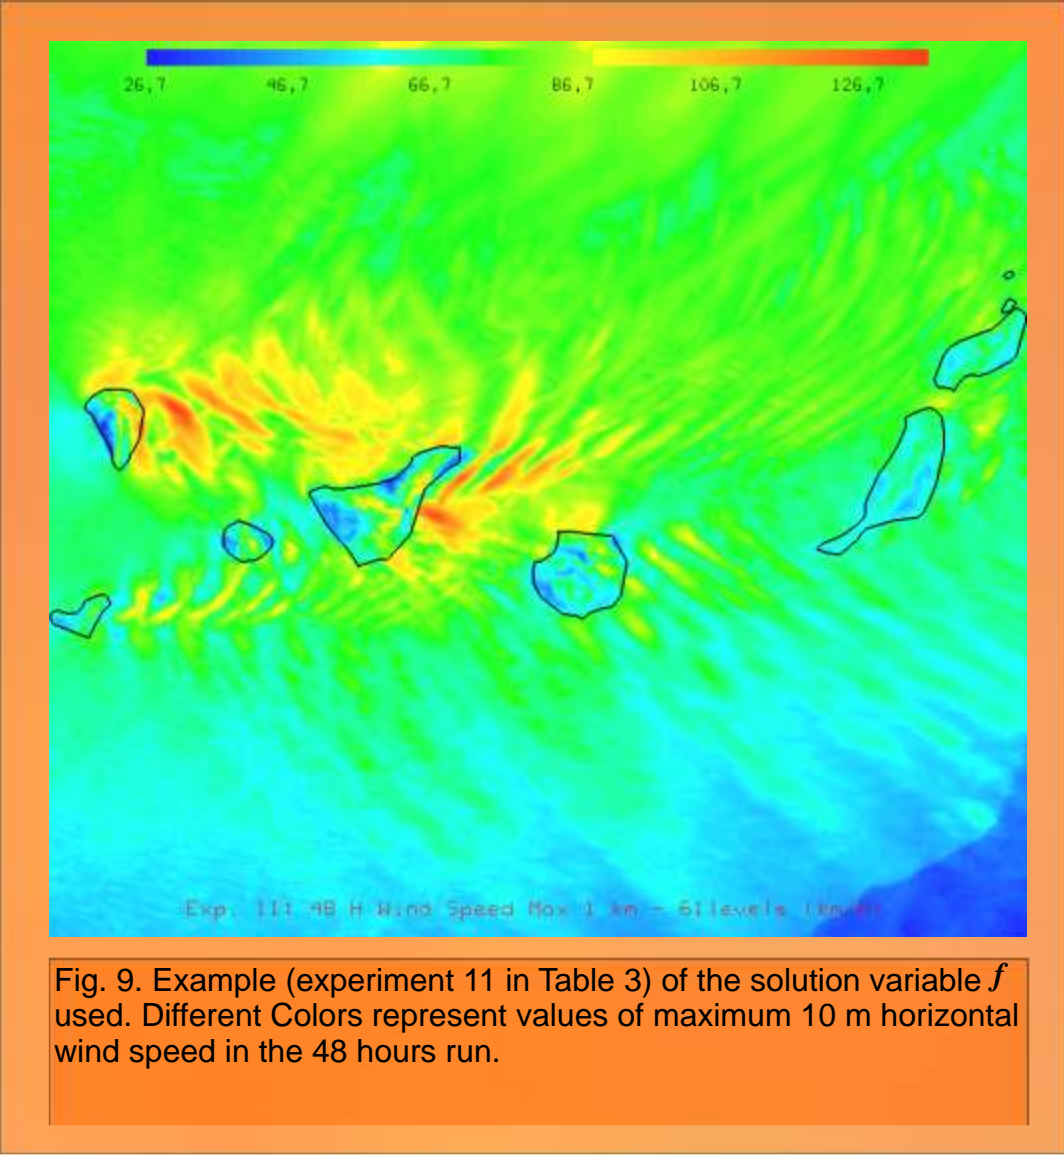 26,7 46,7 66,7 86,7 106,7 126,7
Exp. 11: 48 H Wind Speed Max 1 km - 61levels (km/h)
Fig. 9. Example (experiment 11 in Table 3) of the solution variable f
used. Different Colors represent values of maximum 10 m horizontal
wind speed in the 48 hours run.